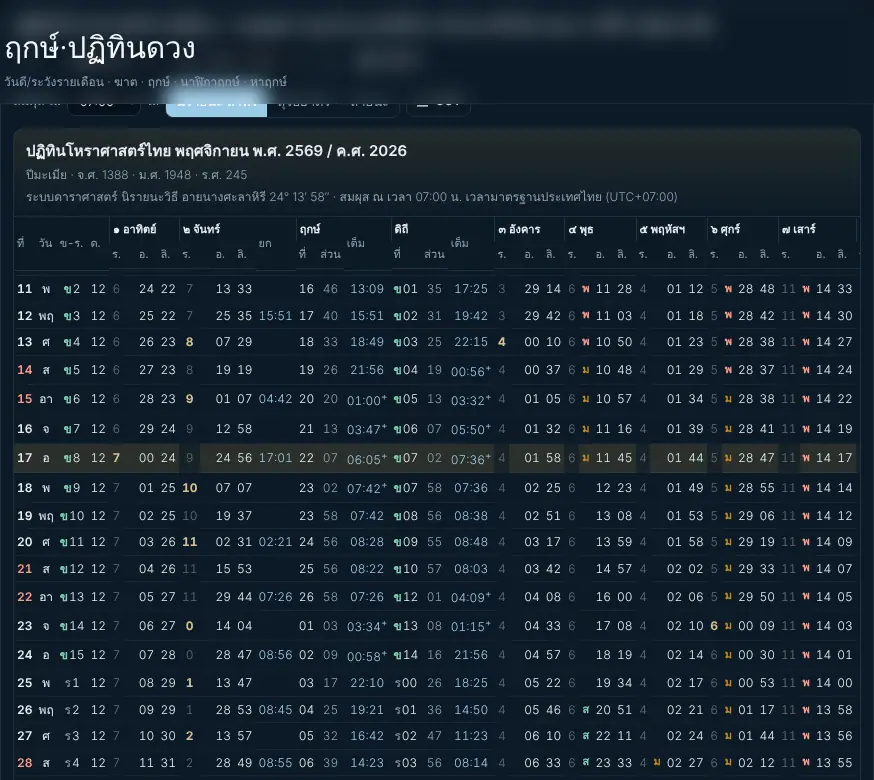 ฤกษ์·ปฏิทินดวง
วันดี/ระวังรายเดือน · ฆาต · ฤกษ์ · นาฬิกาฤกษ์ · หาฤกษ์
ปฏิทินโหราศาสตร์ไทย พฤศจิกายน พ.ศ. 2569 / ค.ศ. 2026
ปีมะเมีย · จ.ศ. 1388 · ม.ศ. 1948 · ร.ศ. 245
ระบบดาราศาสตร์ นิรายนะวิธี อายนางศะลาหิรี 24° 13′ 58″ · สมผุส ณ เวลา 07:00 น. เวลามาตรฐานประเทศไทย (UTC+07:00)
๑ อาทิตย์ ๒ จันทร์ ฤกษ์ ดิถี ๓ อังคาร ๔ พุธ ๕ พฤหัสฯ ๖ ศุกร์ ๗ เสาร์
ที่ วัน ข-ร. ด. ร. อ. ลิ. ร. อ. ลิ. ยก ที่ ส่วน เต็ม ที่ ส่วน เต็ม ร. อ. ลิ. ร. อ. ลิ. ร. อ. ลิ. ร. อ. ลิ. ร. อ. ลิ.
11 พ ข2 12 6 24 22 7 13 33 16 46 13:09 ข01 35 17:25 3 29 14 6 พ 11 28 4 01 12 5 พ 28 48 11 พ 14 33
12 พฤ ข3 12 6 25 22 7 25 35 15:51 17 40 15:51 ข02 31 19:42 3 29 42 6 พ 11 03 4 01 18 5 พ 28 42 11 พ 14 30
13 ศ ข4 12 6 26 23 8 07 29 18 33 18:49 ข03 25 22:15 4 00 10 6 พ 10 50 4 01 23 5 พ 28 38 11 พ 14 27
14 ส ข5 12 6 27 23 8 19 19 19 26 21:56 ข04 19 00:56+ 4 00 37 6 ม 10 48 4 01 29 5 พ 28 37 11 พ 14 24
15 อา ข6 12 6 28 23 9 01 07 04:42 20 20 01:00+ ข05 13 03:32+ 4 01 05 6 ม 10 57 4 01 34 5 ม 28 38 11 พ 14 22
16 จ ข7 12 6 29 24 9 12 58 21 13 03:47+ ข06 07 05:50+ 4 01 32 6 ม 11 16 4 01 39 5 ม 28 41 11 พ 14 19
17 อ ข8 12 7 00 24 9 24 56 17:01 22 07 06:05+ ข07 02 07:36+ 4 01 58 6 ม 11 45 4 01 44 5 ม 28 47 11 พ 14 17
18 พ ข9 12 7 01 25 10 07 07 23 02 07:42+ ข07 58 07:36 4 02 25 6 12 23 4 01 49 5 ม 28 55 11 พ 14 14
19 พฤ ข10 12 7 02 25 10 19 37 23 58 07:42 ข08 56 08:38 4 02 51 6 13 08 4 01 53 5 ม 29 06 11 พ 14 12
20 ศ ข11 12 7 03 26 11 02 31 02:21 24 56 08:28 ข09 55 08:48 4 03 17 6 13 59 4 01 58 5 ม 29 19 11 พ 14 09
21 ส ข12 12 7 04 26 11 15 53 25 56 08:22 ข10 57 08:03 4 03 42 6 14 57 4 02 02 5 ม 29 33 11 พ 14 07
22 อา ข13 12 7 05 27 11 29 44 07:26 26 58 07:26 ข12 01 04:09+ 4 04 08 6 16 00 4 02 06 5 ม 29 50 11 พ 14 05
23 จ ข14 12 7 06 27 0 14 04 01 03 03:34+ ข13 08 01:15+ 4 04 33 6 17 08 4 02 10 6 ม 00 09 11 พ 14 03
24 อ ข15 12 7 07 28 0 28 47 08:56 02 09 00:58+ ข14 16 21:56 4 04 57 6 18 19 4 02 14 6 ม 00 30 11 พ 14 01
25 พ ร1 12 7 08 29 1 13 47 03 17 22:10 ร00 26 18:25 4 05 22 6 19 34 4 02 17 6 ม 00 53 11 พ 14 00
26 พฤ ร2 12 7 09 29 1 28 53 08:45 04 25 19:21 ร01 36 14:50 4 05 46 6 ส 20 51 4 02 21 6 ม 01 17 11 พ 13 58
27 ศ ร3 12 7 10 30 2 13 57 05 32 16:42 ร02 47 11:23 4 06 10 6 ส 22 11 4 02 24 6 ม 01 44 11 พ 13 56
28 ส ร4 12 7 11 31 2 28 49 08:55 06 39 14:23 ร03 56 08:14 4 06 33 6 ส 23 33 4 ม 02 27 6 ม 02 12 11 พ 13 55